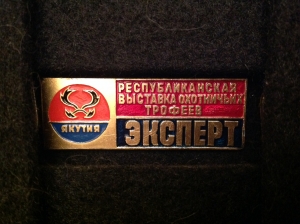 ЯКУТИЯ
РЕСПУБЛИКАНСКАЯ
ВЫСТАВКА ОХОТНИЧЬИХ
ТРОФЕЕВ
ЭКСПЕРТ